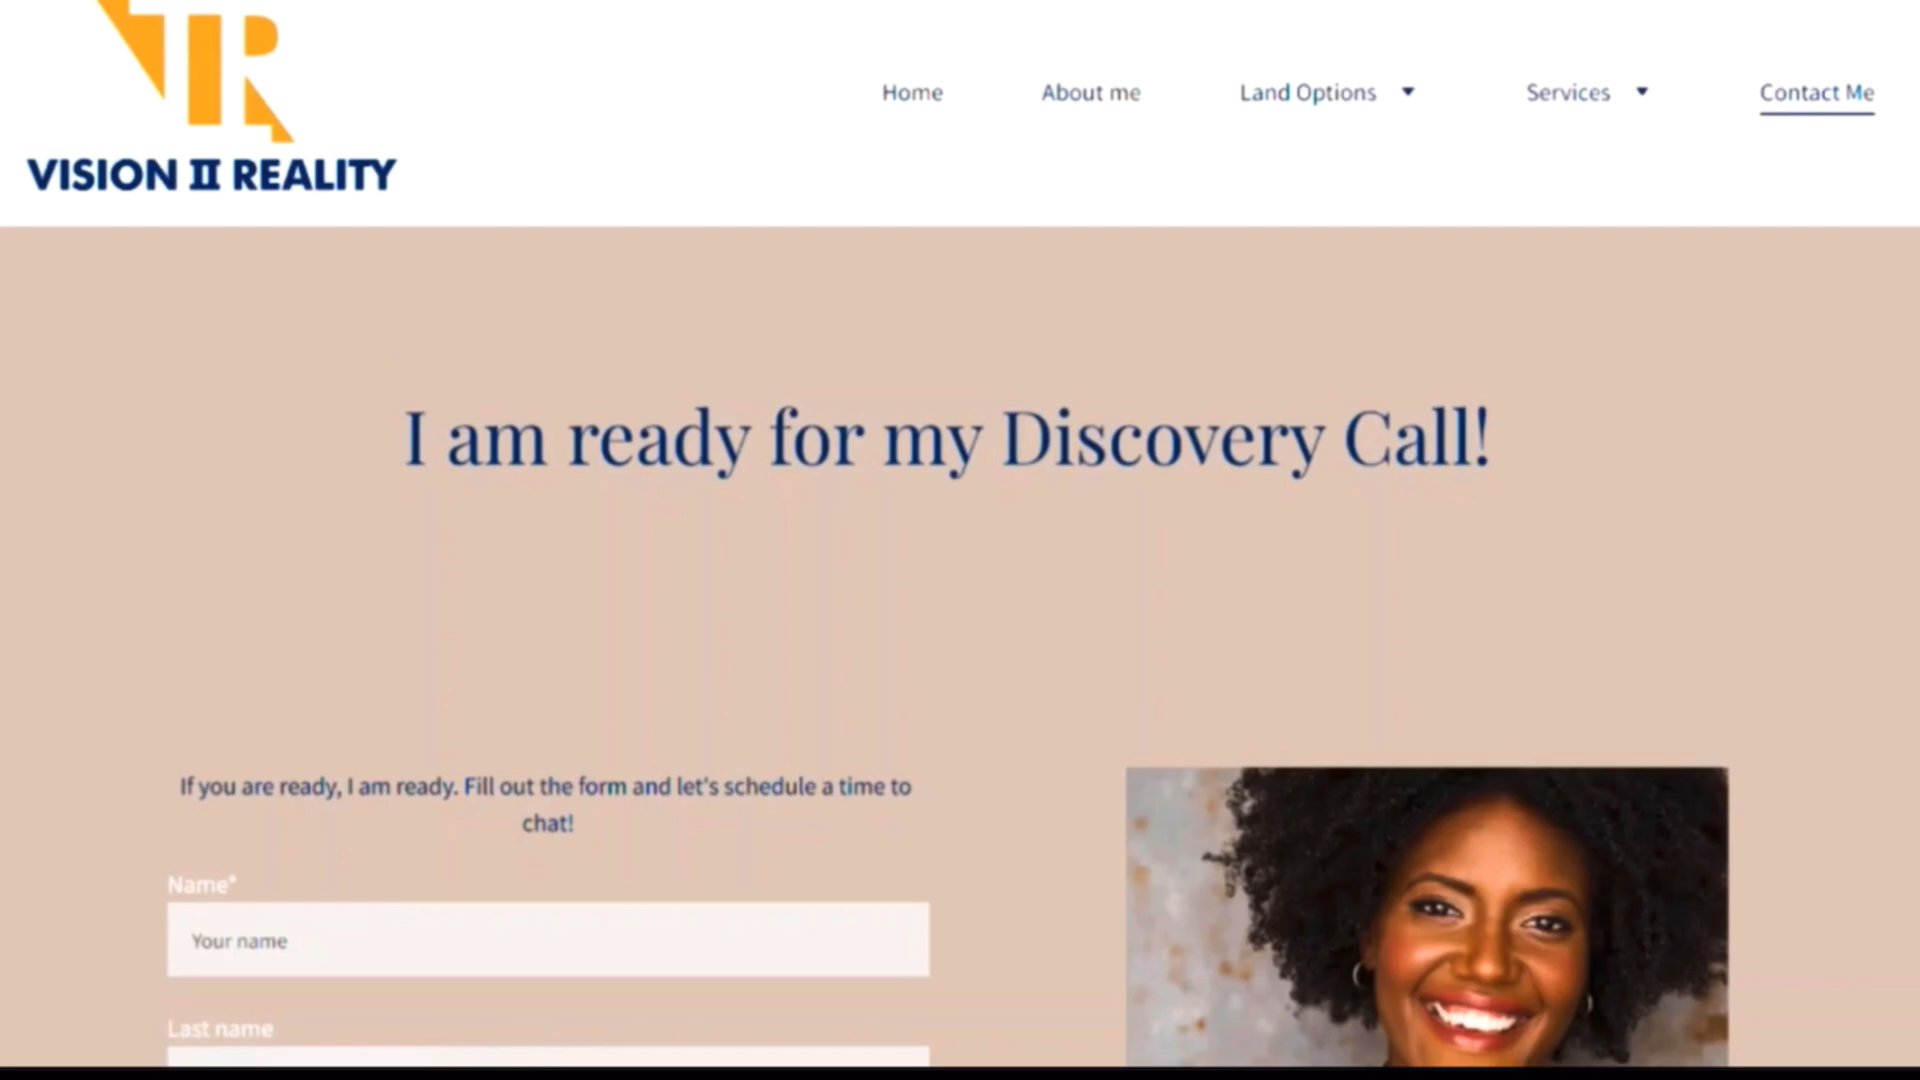 VISION II REALITY
Home
About me
Land Options
Services
Contact Me
I am ready for my Discovery Call!
If you are ready, I am ready. Fill out the form and let's schedule a time to
chat!
Name*
Your name
Last name